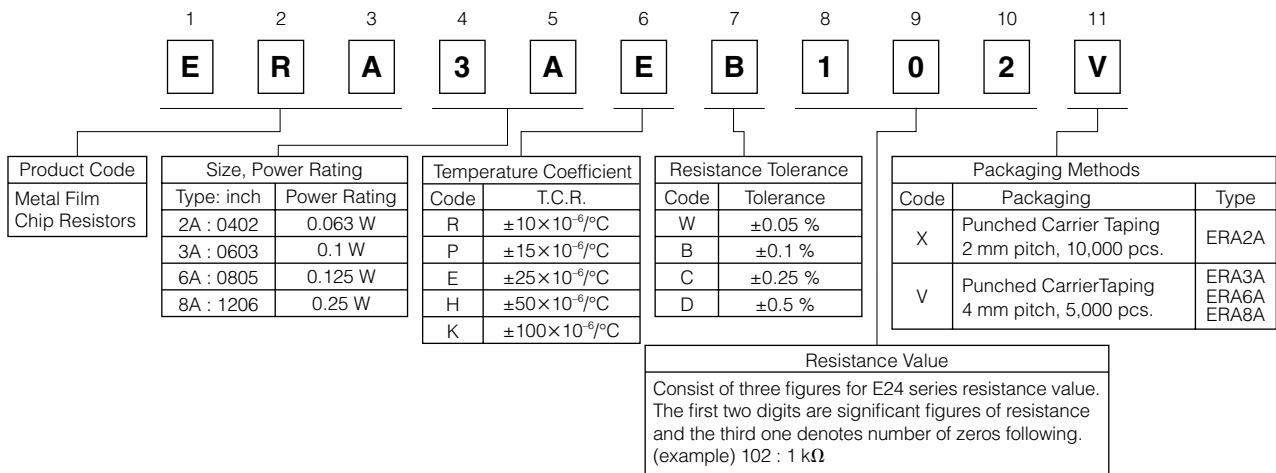 1 2 3 4 5 6 7 8 9 10 11
E R A 3 A E B 1 0 2 V
Product Code
Metal Film
Chip Resistors
Size, Power Rating
Type: inch Power Rating
2A : 0402 0.063 W
3A : 0603 0.1 W
6A : 0805 0.125 W
8A : 1206 0.25 W
Temperature Coefficient
Code T.C.R.
R ±10×10⁻⁶/°C
P ±15×10⁻⁶/°C
E ±25×10⁻⁶/°C
H ±50×10⁻⁶/°C
K ±100×10⁻⁶/°C
Resistance Tolerance
Code Tolerance
W ±0.05 %
B ±0.1 %
C ±0.25 %
D ±0.5 %
Packaging Methods
Code Packaging Type
X Punched Carrier Taping
2 mm pitch, 10,000 pcs. ERA2A
V Punched CarrierTaping
4 mm pitch, 5,000 pcs. ERA3A
ERA6A
ERA8A
Resistance Value
Consist of three figures for E24 series resistance value.
The first two digits are significant figures of resistance
and the third one denotes number of zeros following.
(example) 102 : 1 kΩ